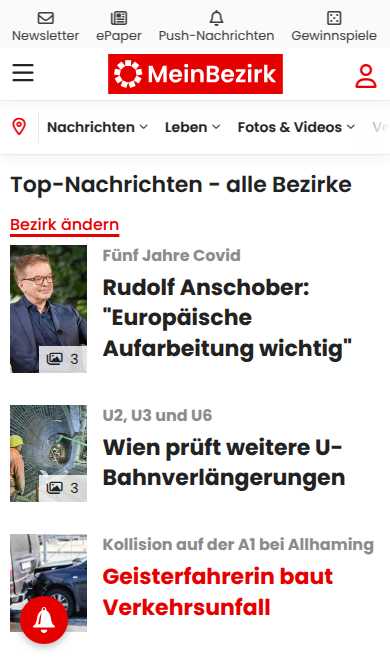 Newsletter ePaper Push-Nachrichten Gewinnspiele
MeinBezirk
Nachrichten Leben Fotos & Videos
Top-Nachrichten - alle Bezirke
Bezirk ändern
Fünf Jahre Covid
Rudolf Anschober:
"Europäische
Aufarbeitung wichtig"
3
U2, U3 und U6
Wien prüft weitere U-
Bahnverlängerungen
3
Kollision auf der A1 bei Allhaming
Geisterfahrerin baut
Verkehrsunfall